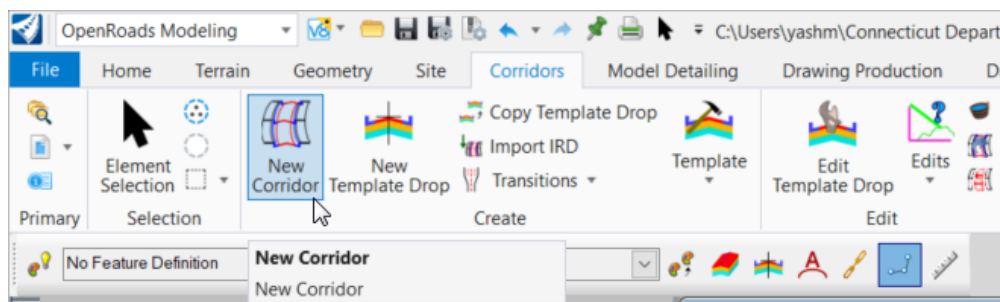 OpenRoads Modeling
C:\Users\yashm\Connecticut Depart
File Home Terrain Geometry Site Corridors Model Detailing Drawing Production D
Element Selection
New Corridor
New Template Drop
Copy Template Drop
Import IRD
Transitions
Template
Edit Template Drop
Edits
Primary Selection Create Edit
No Feature Definition
New Corridor
New Corridor